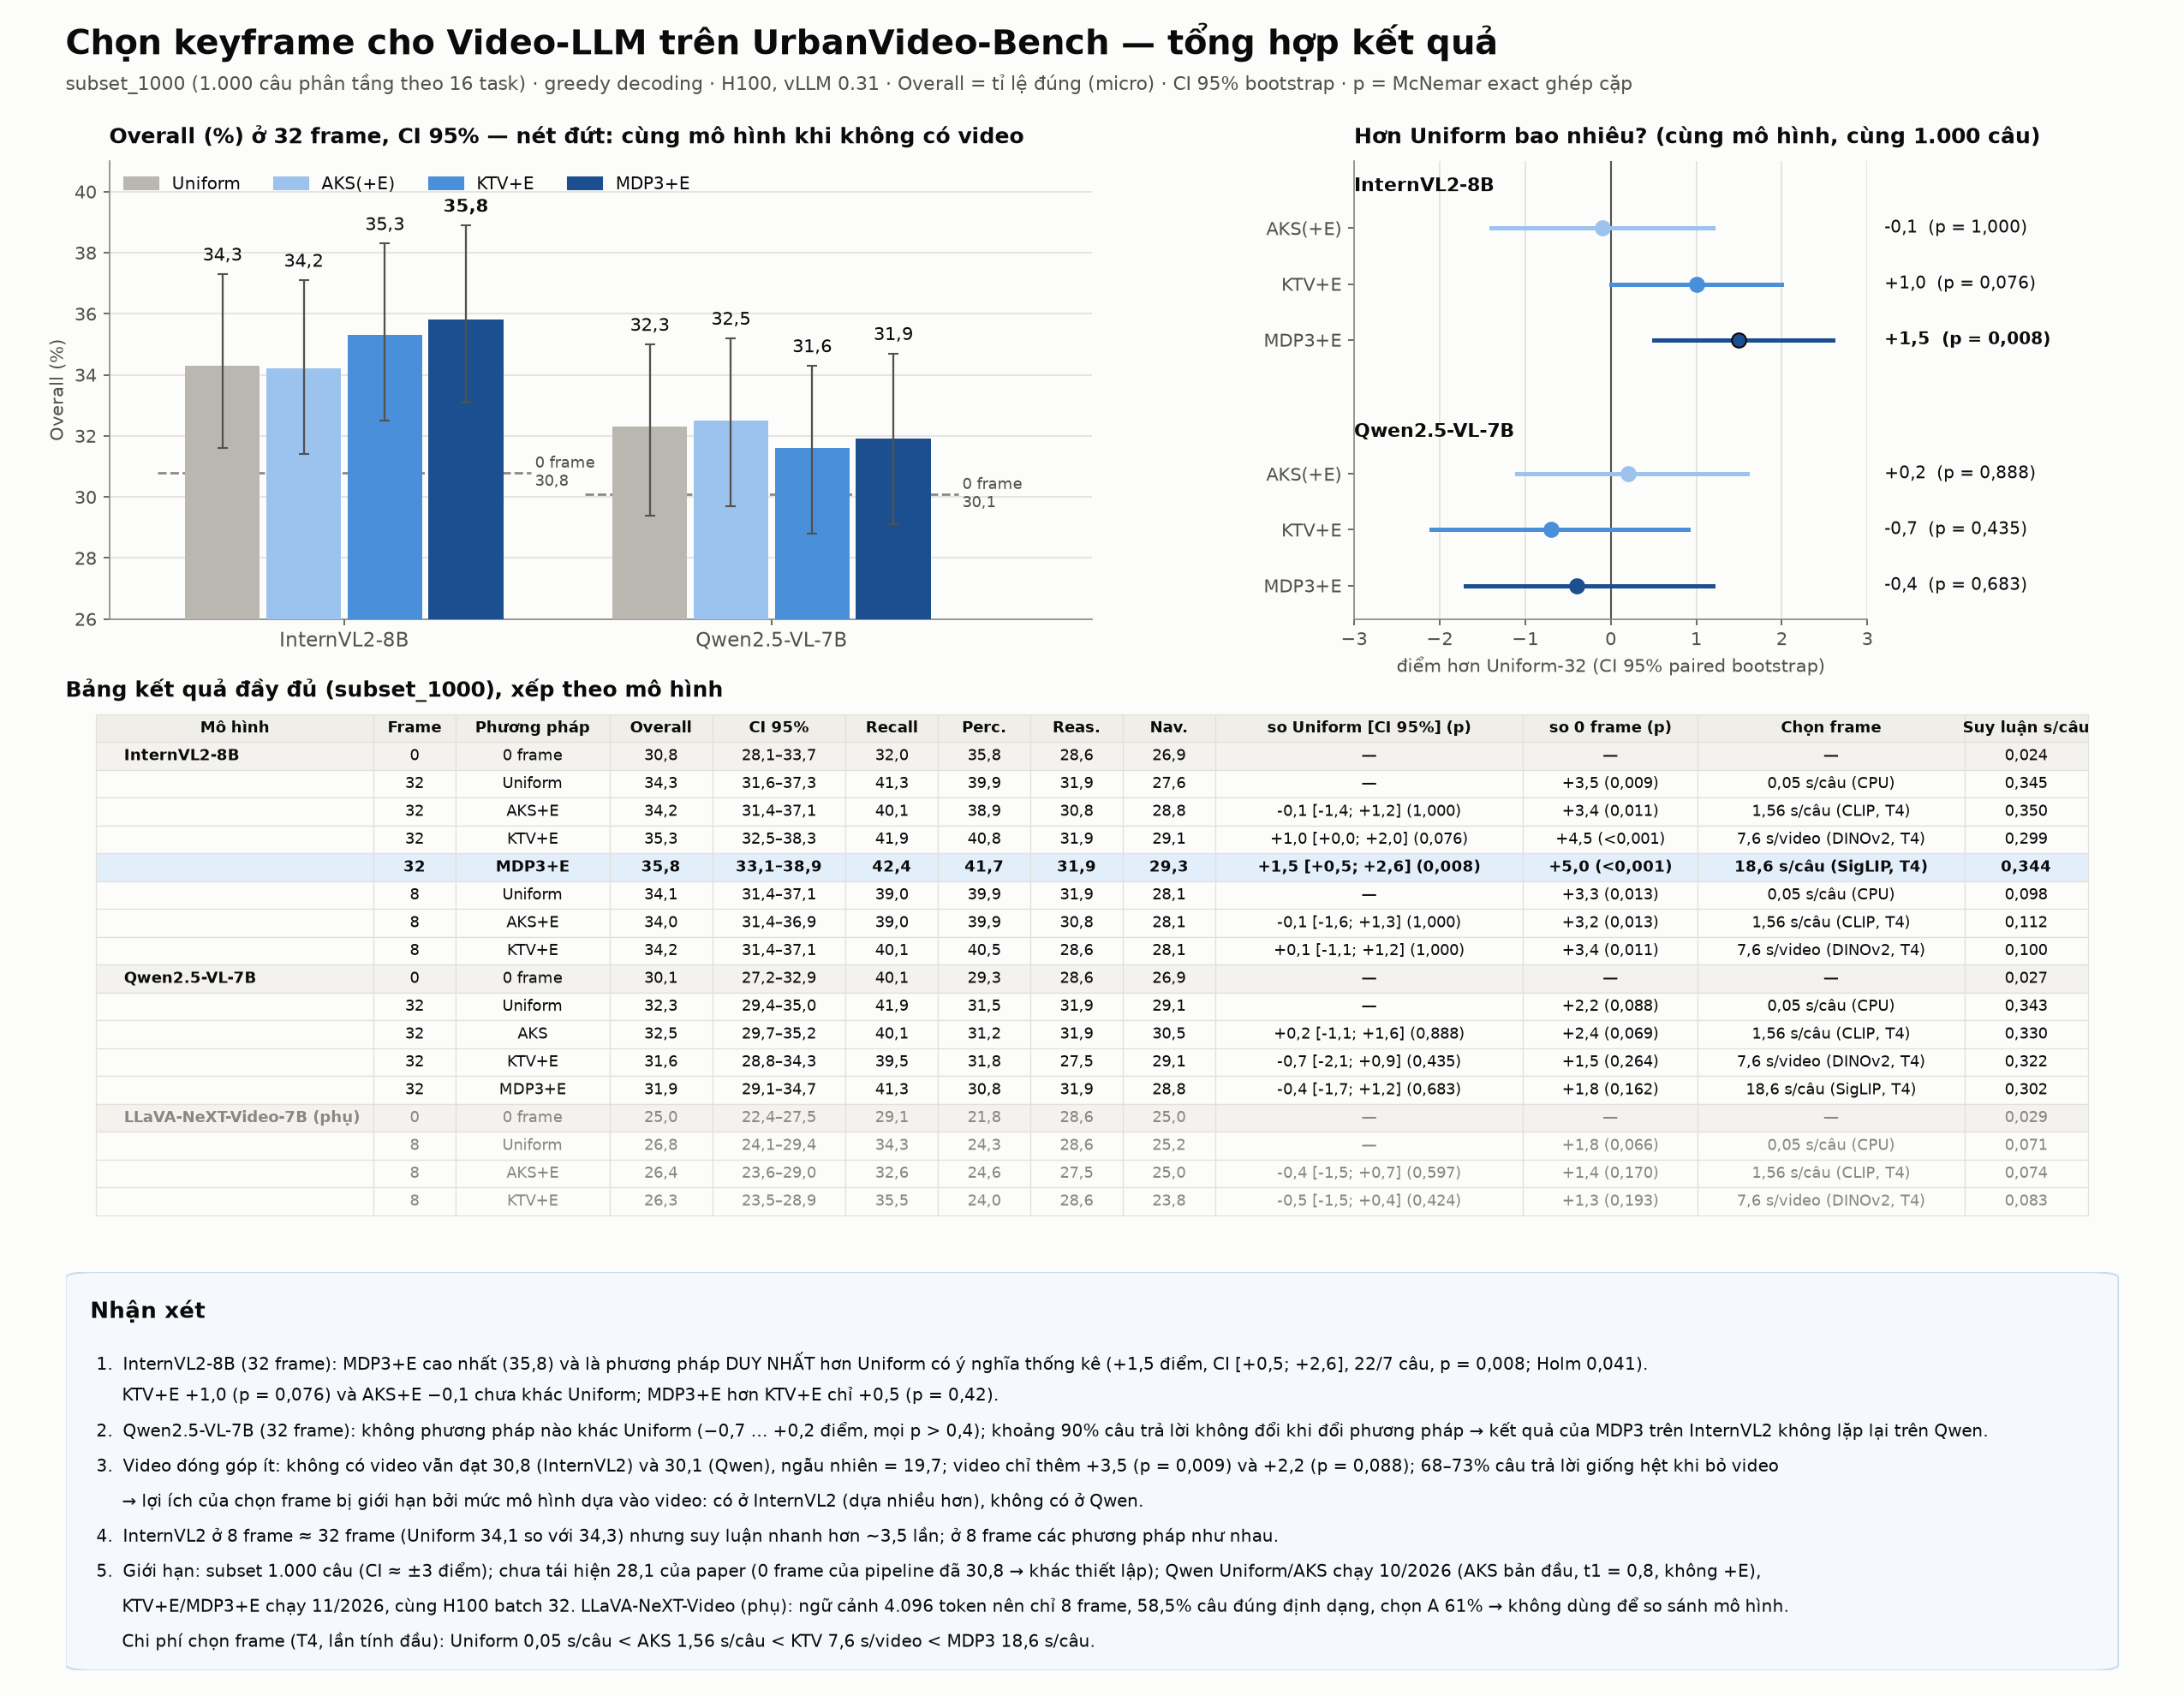 Chọn keyframe cho Video-LLM trên UrbanVideo-Bench — tổng hợp kết quả
subset_1000 (1.000 câu phân tầng theo 16 task) · greedy decoding · H100, vLLM 0.31 · Overall = tỉ lệ đúng (micro) · CI 95% bootstrap · p = McNemar exact ghép cặp
Overall (%) ở 32 frame, CI 95% — nét đứt: cùng mô hình khi không có video
Uniform AKS(+E) KTV+E MDP3+E
Overall (%)
40
38
36
34
32
30
28
26
34,3 34,2 35,3 35,8
32,3 32,5 31,6 31,9
0 frame
30,8
0 frame
30,1
InternVL2-8B Qwen2.5-VL-7B
Hơn Uniform bao nhiêu? (cùng mô hình, cùng 1.000 câu)
InternVL2-8B
AKS(+E) -0,1 (p = 1,000)
KTV+E +1,0 (p = 0,076)
MDP3+E +1,5 (p = 0,008)
Qwen2.5-VL-7B
AKS(+E) +0,2 (p = 0,888)
KTV+E -0,7 (p = 0,435)
MDP3+E -0,4 (p = 0,683)
−3 −2 −1 0 1 2 3
điểm hơn Uniform-32 (CI 95% paired bootstrap)
Bảng kết quả đầy đủ (subset_1000), xếp theo mô hình
Mô hình Frame Phương pháp Overall CI 95% Recall Perc. Reas. Nav. so Uniform [CI 95%] (p) so 0 frame (p) Chọn frame Suy luận s/câu
InternVL2-8B 0 0 frame 30,8 28,1–33,7 32,0 35,8 28,6 26,9 — — — 0,024
32 Uniform 34,3 31,6–37,3 41,3 39,9 31,9 27,6 — +3,5 (0,009) 0,05 s/câu (CPU) 0,345
32 AKS+E 34,2 31,4–37,1 40,1 38,9 30,8 28,8 -0,1 [-1,4; +1,2] (1,000) +3,4 (0,011) 1,56 s/câu (CLIP, T4) 0,350
32 KTV+E 35,3 32,5–38,3 41,9 40,8 31,9 29,1 +1,0 [+0,0; +2,0] (0,076) +4,5 (<0,001) 7,6 s/video (DINOv2, T4) 0,299
32 MDP3+E 35,8 33,1–38,9 42,4 41,7 31,9 29,3 +1,5 [+0,5; +2,6] (0,008) +5,0 (<0,001) 18,6 s/câu (SigLIP, T4) 0,344
8 Uniform 34,1 31,4–37,1 39,0 39,9 31,9 28,1 — +3,3 (0,013) 0,05 s/câu (CPU) 0,098
8 AKS+E 34,0 31,4–36,9 39,0 39,9 30,8 28,1 -0,1 [-1,6; +1,3] (1,000) +3,2 (0,013) 1,56 s/câu (CLIP, T4) 0,112
8 KTV+E 34,2 31,4–37,1 40,1 40,5 28,6 28,1 +0,1 [-1,1; +1,2] (1,000) +3,4 (0,011) 7,6 s/video (DINOv2, T4) 0,100
Qwen2.5-VL-7B 0 0 frame 30,1 27,2–32,9 40,1 29,3 28,6 26,9 — — — 0,027
32 Uniform 32,3 29,4–35,0 41,9 31,5 31,9 29,1 — +2,2 (0,088) 0,05 s/câu (CPU) 0,343
32 AKS 32,5 29,7–35,2 40,1 31,2 31,9 30,5 +0,2 [-1,1; +1,6] (0,888) +2,4 (0,069) 1,56 s/câu (CLIP, T4) 0,330
32 KTV+E 31,6 28,8–34,3 39,5 31,8 27,5 29,1 -0,7 [-2,1; +0,9] (0,435) +1,5 (0,264) 7,6 s/video (DINOv2, T4) 0,322
32 MDP3+E 31,9 29,1–34,7 41,3 30,8 31,9 28,8 -0,4 [-1,7; +1,2] (0,683) +1,8 (0,162) 18,6 s/câu (SigLIP, T4) 0,302
LLaVA-NeXT-Video-7B (phụ) 0 0 frame 25,0 22,4–27,5 29,1 21,8 28,6 25,0 — — — 0,029
8 Uniform 26,8 24,1–29,4 34,3 24,3 28,6 25,2 — +1,8 (0,066) 0,05 s/câu (CPU) 0,071
8 AKS+E 26,4 23,6–29,0 32,6 24,6 27,5 25,0 -0,4 [-1,5; +0,7] (0,597) +1,4 (0,170) 1,56 s/câu (CLIP, T4) 0,074
8 KTV+E 26,3 23,5–28,9 35,5 24,0 28,6 23,8 -0,5 [-1,5; +0,4] (0,424) +1,3 (0,193) 7,6 s/video (DINOv2, T4) 0,083
Nhận xét
1. InternVL2-8B (32 frame): MDP3+E cao nhất (35,8) và là phương pháp DUY NHẤT hơn Uniform có ý nghĩa thống kê (+1,5 điểm, CI [+0,5; +2,6], 22/7 câu, p = 0,008; Holm 0,041).
KTV+E +1,0 (p = 0,076) và AKS+E −0,1 chưa khác Uniform; MDP3+E hơn KTV+E chỉ +0,5 (p = 0,42).
2. Qwen2.5-VL-7B (32 frame): không phương pháp nào khác Uniform (−0,7 … +0,2 điểm, mọi p > 0,4); khoảng 90% câu trả lời không đổi khi đổi phương pháp → kết quả của MDP3 trên InternVL2 không lặp lại trên Qwen.
3. Video đóng góp ít: không có video vẫn đạt 30,8 (InternVL2) và 30,1 (Qwen), ngẫu nhiên = 19,7; video chỉ thêm +3,5 (p = 0,009) và +2,2 (p = 0,088); 68–73% câu trả lời giống hệt khi bỏ video
→ lợi ích của chọn frame bị giới hạn bởi mức mô hình dựa vào video: có ở InternVL2 (dựa nhiều hơn), không có ở Qwen.
4. InternVL2 ở 8 frame ≈ 32 frame (Uniform 34,1 so với 34,3) nhưng suy luận nhanh hơn ~3,5 lần; ở 8 frame các phương pháp như nhau.
5. Giới hạn: subset 1.000 câu (CI ≈ ±3 điểm); chưa tái hiện 28,1 của paper (0 frame của pipeline đã 30,8 → khác thiết lập); Qwen Uniform/AKS chạy 10/2026 (AKS bản đầu, t1 = 0,8, không +E),
KTV+E/MDP3+E chạy 11/2026, cùng H100 batch 32. LLaVA-NeXT-Video (phụ): ngữ cảnh 4.096 token nên chỉ 8 frame, 58,5% câu đúng định dạng, chọn A 61% → không dùng để so sánh mô hình.
Chi phí chọn frame (T4, lần tính đầu): Uniform 0,05 s/câu < AKS 1,56 s/câu < KTV 7,6 s/video < MDP3 18,6 s/câu.